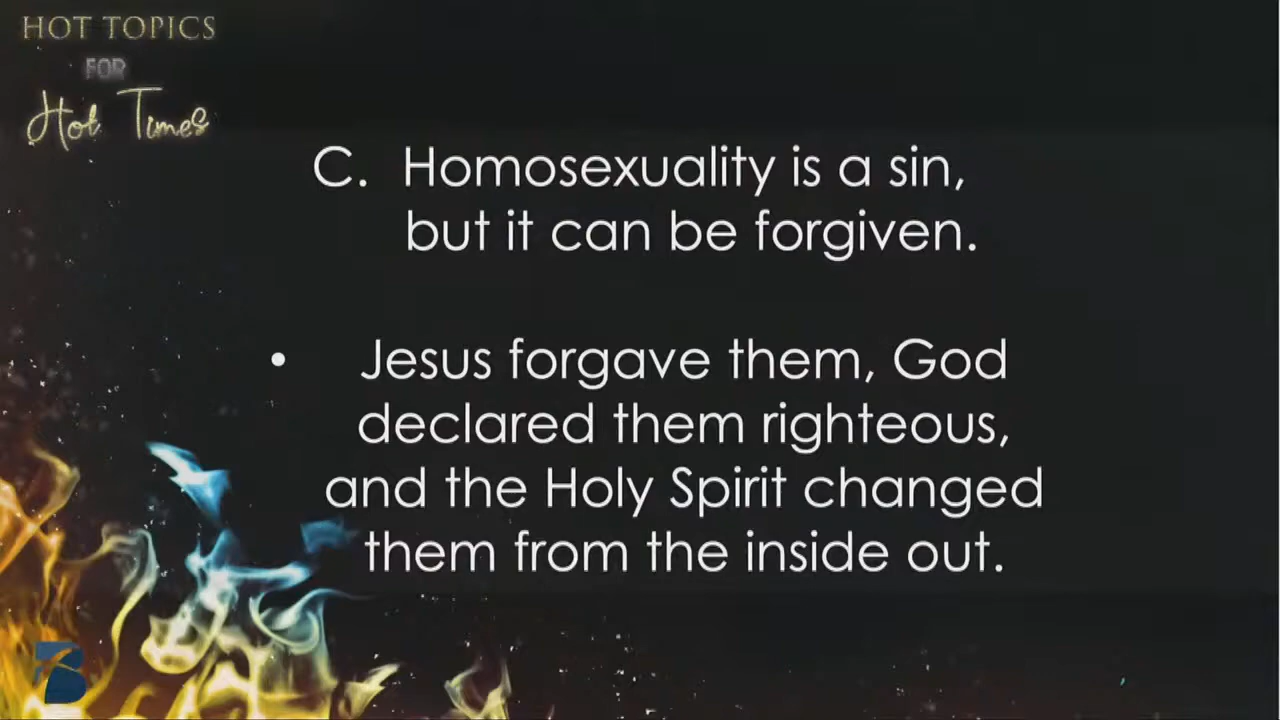 HOT TOPICS
FOR
Hot Times
C. Homosexuality is a sin,
but it can be forgiven.
• Jesus forgave them, God
declared them righteous,
and the Holy Spirit changed
them from the inside out.
B